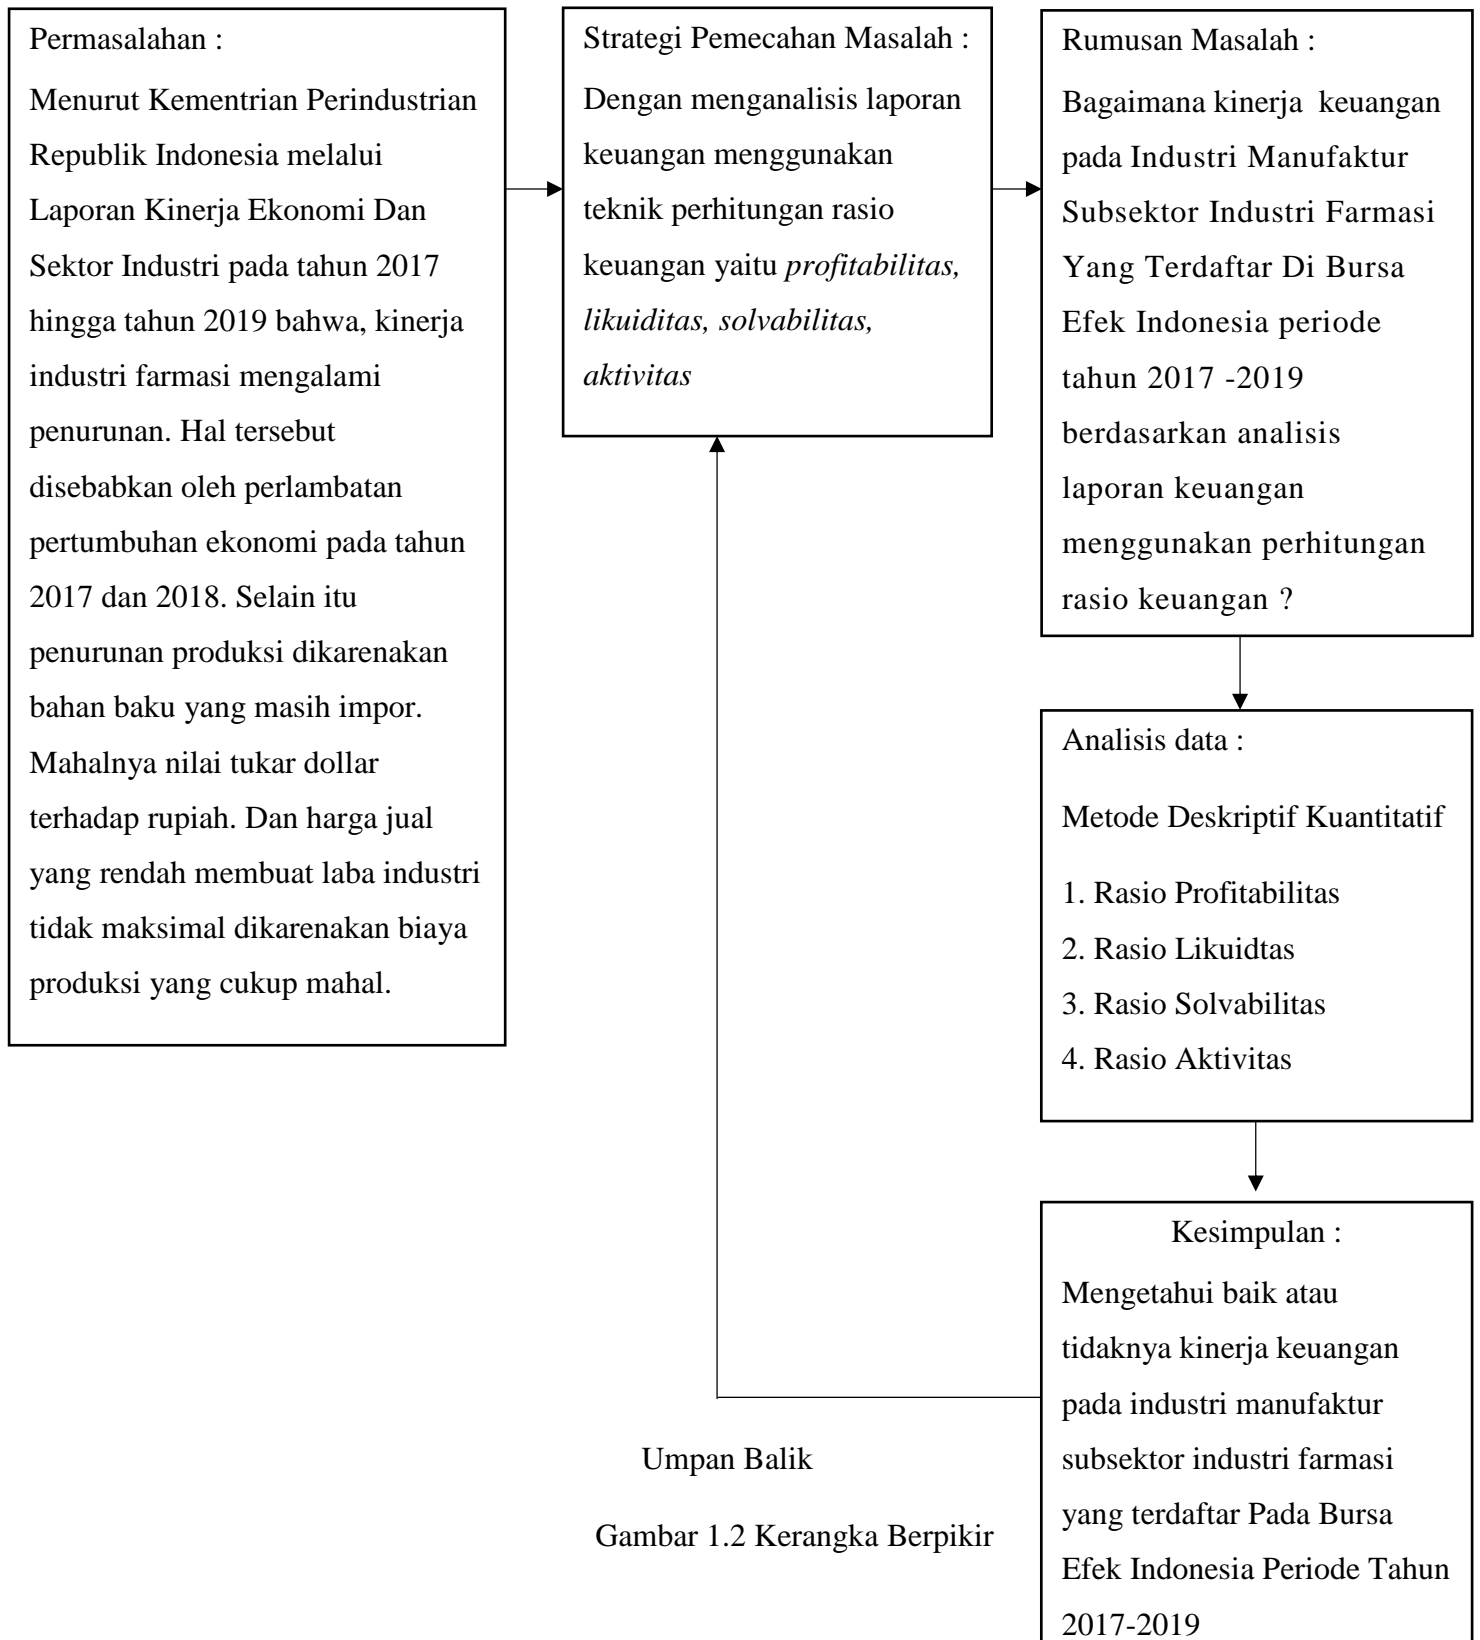 Permasalahan :
Menurut Kementrian Perindustrian
Republik Indonesia melalui
Laporan Kinerja Ekonomi Dan
Sektor Industri pada tahun 2017
hingga tahun 2019 bahwa, kinerja
industri farmasi mengalami
penurunan. Hal tersebut
disebabkan oleh perlambatan
pertumbuhan ekonomi pada tahun
2017 dan 2018. Selain itu
penurunan produksi dikarenakan
bahan baku yang masih impor.
Mahalnya nilai tukar dollar
terhadap rupiah. Dan harga jual
yang rendah membuat laba industri
tidak maksimal dikarenakan biaya
produksi yang cukup mahal.
Strategi Pemecahan Masalah :
Dengan menganalisis laporan
keuangan menggunakan
teknik perhitungan rasio
keuangan yaitu profitabilitas,
likuiditas, solvabilitas,
aktivitas
Rumusan Masalah :
Bagaimana kinerja keuangan
pada Industri Manufaktur
Subsektor Industri Farmasi
Yang Terdaftar Di Bursa
Efek Indonesia periode
tahun 2017 -2019
berdasarkan analisis
laporan keuangan
menggunakan perhitungan
rasio keuangan ?
Analisis data :
Metode Deskriptif Kuantitatif
1. Rasio Profitabilitas
2. Rasio Likuidtas
3. Rasio Solvabilitas
4. Rasio Aktivitas
Kesimpulan :
Mengetahui baik atau
tidaknya kinerja keuangan
pada industri manufaktur
subsektor industri farmasi
yang terdaftar Pada Bursa
Efek Indonesia Periode Tahun
2017-2019
Umpan Balik
Gambar 1.2 Kerangka Berpikir